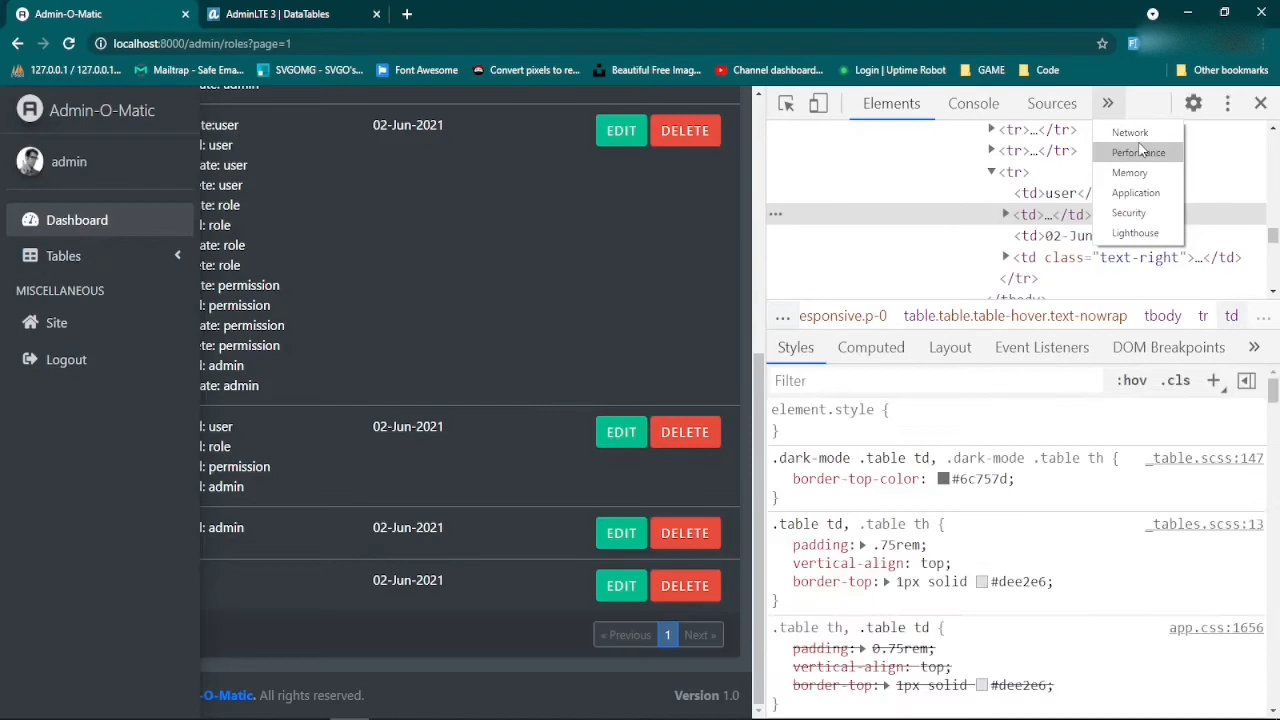 Admin-O-Matic
AdminLTE 3 | DataTables
localhost:8000/admin/roles?page=1
127.0.0.1 / 127.0.0.1...
Mailtrap - Safe Ema...
SVGOMG - SVGO's...
Font Awesome
Convert pixels to re...
Beautiful Free Imag...
Channel dashboard...
Login | Uptime Robot
GAME
Code
Other bookmarks
Admin-O-Matic
admin
Dashboard
Tables
MISCELLANEOUS
Site
Logout
d: admin
te:user 02-Jun-2021 EDIT DELETE
d: user
ate: user
ete: user
te: role
d: role
ate: role
te: role
te: permission
d: permission
ate: permission
ete: permission
d: admin
ate: admin
d: user 02-Jun-2021 EDIT DELETE
d: role
d: permission
d: admin
d: admin 02-Jun-2021 EDIT DELETE
02-Jun-2021 EDIT DELETE
« Previous 1 Next »
-O-Matic. All rights reserved. Version 1.0
Elements Console Sources »
Network
Performance
Memory
Application
Security
Lighthouse
<tr>…</tr>
<tr>…</tr>
<tr>
<td>user</
<td>…</td>
<td>02-Jun
<td class="text-right">…</td>
</tr>
... esponsive.p-0 table.table.table-hover.text-nowrap tbody tr td ...
Styles Computed Layout Event Listeners DOM Breakpoints »
Filter :hov .cls +
element.style {
}
.dark-mode .table td, .dark-mode .table th { _table.scss:147
border-top-color: #6c757d;
}
.table td, .table th { _tables.scss:13
padding: .75rem;
vertical-align: top;
border-top: 1px solid #dee2e6;
}
.table th, .table td { app.css:1656
padding: 0.75rem;
vertical-align: top;
border-top: 1px solid #dee2e6;
}